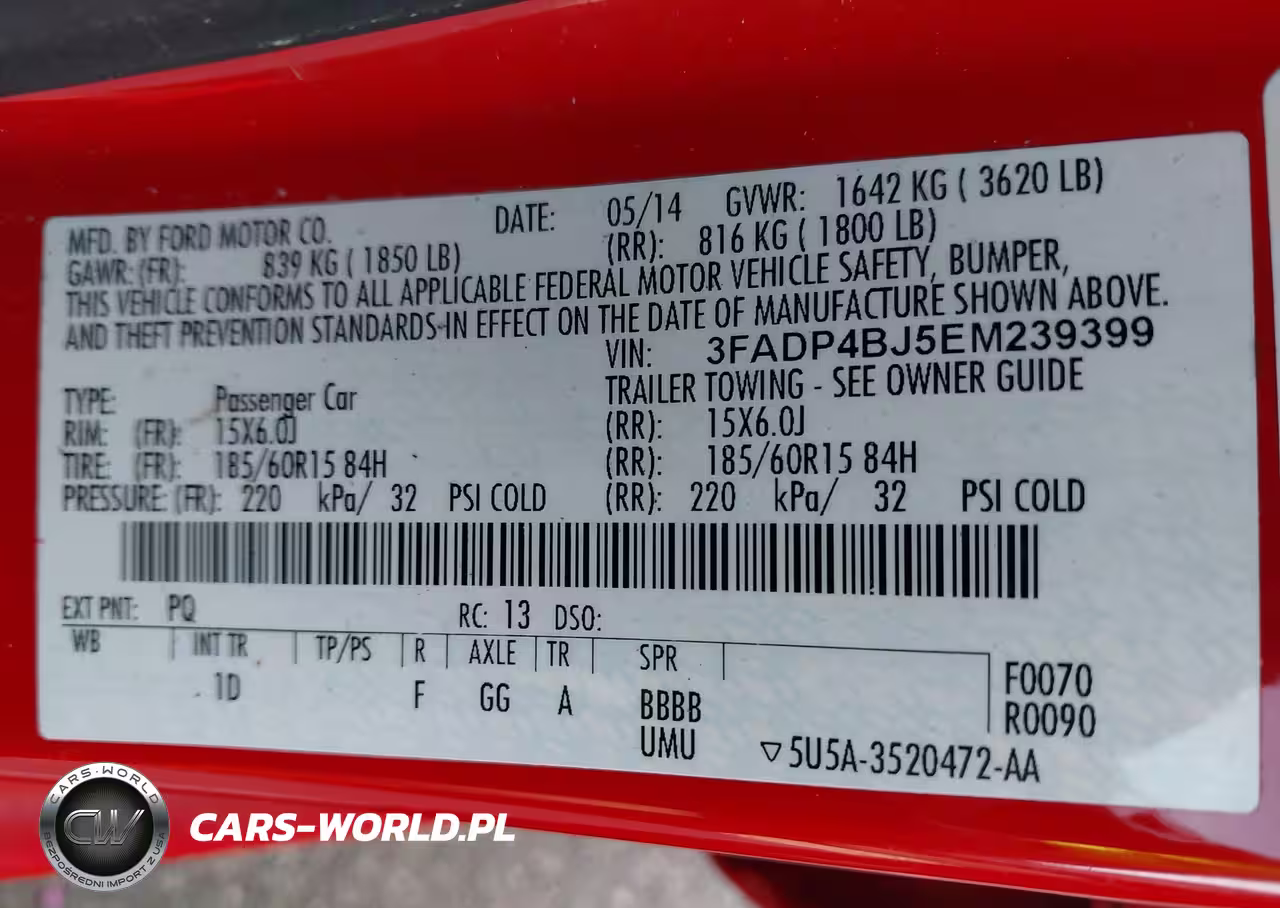 MFD. BY FORD MOTOR CO. DATE: 05/14 GVWR: 1642 KG ( 3620 LB)
GAWR: (FR): 839 KG ( 1850 LB) (RR): 816 KG ( 1800 LB)
THIS VEHICLE CONFORMS TO ALL APPLICABLE FEDERAL MOTOR VEHICLE SAFETY, BUMPER,
AND THEFT PREVENTION STANDARDS IN EFFECT ON THE DATE OF MANUFACTURE SHOWN ABOVE.
VIN: 3FADP4BJ5EM239399
TYPE: Passenger Car TRAILER TOWING - SEE OWNER GUIDE
RIM: (FR): 15X6.0J (RR): 15X6.0J
TIRE: (FR): 185/60R15 84H (RR): 185/60R15 84H
PRESSURE: (FR): 220 kPa/ 32 PSI COLD (RR): 220 kPa/ 32 PSI COLD
EXT PNT: PQ RC: 13 DSO:
WB INT TR TP/PS R AXLE TR SPR
1D F GG A BBBB
UMU
F0070
R0090
▽5U5A-3520472-AA
CARS-WORLD
CW
BEZPOŚREDNI IMPORT Z USA
CARS-WORLD.PL